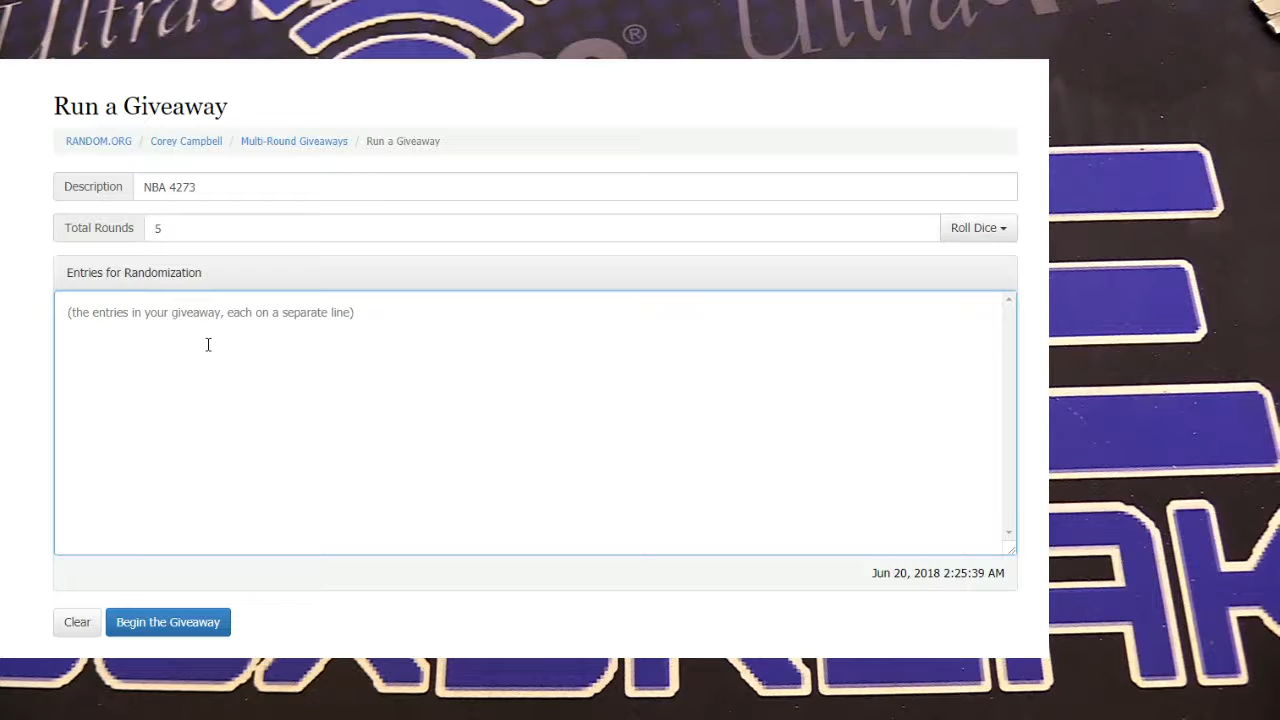 Ultra
Ultra
®
Run a Giveaway
RANDOM.ORG / Corey Campbell / Multi-Round Giveaways / Run a Giveaway
Description NBA 4273
Total Rounds 5 Roll Dice
Entries for Randomization
(the entries in your giveaway, each on a separate line)
Jun 20, 2018 2:25:39 AM
Clear Begin the Giveaway